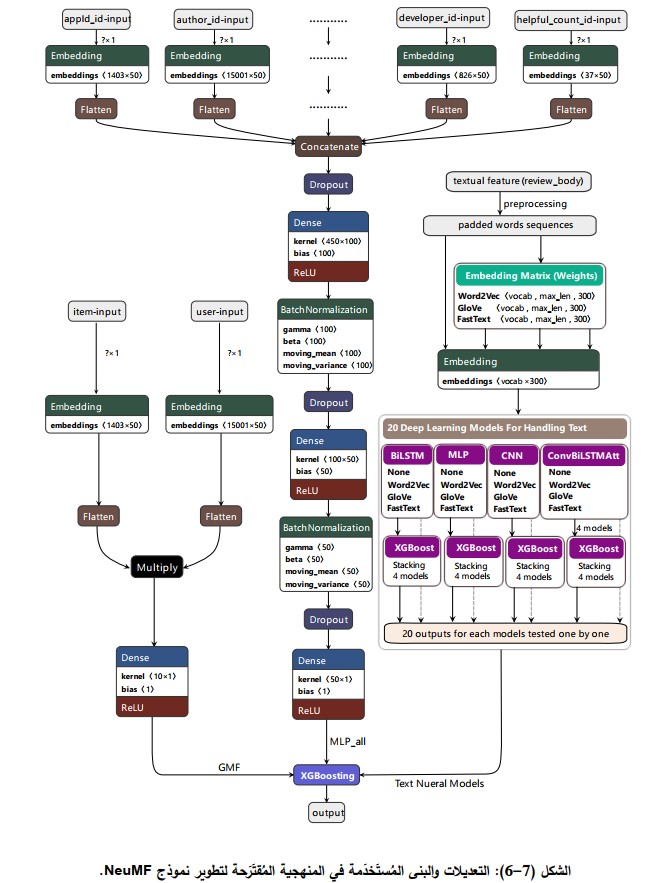 appId_id-input
author_id-input
...........
developer_id-input
helpful_count_id-input
?×1
?×1
?×1
?×1
Embedding
embeddings ⟨1403×50⟩
Embedding
embeddings ⟨15001×50⟩
...........
Embedding
embeddings ⟨826×50⟩
Embedding
embeddings ⟨37×50⟩
Flatten
Flatten
...........
Flatten
Flatten
Concatenate
Dropout
Dense
kernel ⟨450×100⟩
bias ⟨100⟩
ReLU
BatchNormalization
gamma ⟨100⟩
beta ⟨100⟩
moving_mean ⟨100⟩
moving_variance ⟨100⟩
Dropout
Dense
kernel ⟨100×50⟩
bias ⟨50⟩
ReLU
BatchNormalization
gamma ⟨50⟩
beta ⟨50⟩
moving_mean ⟨50⟩
moving_variance ⟨50⟩
Dropout
Dense
kernel ⟨50×1⟩
bias ⟨1⟩
ReLU
MLP_all
item-input
user-input
?×1
?×1
Embedding
embeddings ⟨1403×50⟩
Embedding
embeddings ⟨15001×50⟩
Flatten
Flatten
Multiply
Dense
kernel ⟨10×1⟩
bias ⟨1⟩
ReLU
GMF
textual feature (review_body)
preprocessing
padded words sequences
Embedding Matrix (Weights)
Word2Vec ⟨vocab , max_len , 300⟩
GloVe ⟨vocab , max_len , 300⟩
FastText ⟨vocab , max_len , 300⟩
Embedding
embeddings ⟨vocab ×300⟩
20 Deep Learning Models For Handling Text
BiLSTM
None
Word2Vec
GloVe
FastText
MLP
None
Word2Vec
GloVe
FastText
CNN
None
Word2Vec
GloVe
FastText
ConvBiLSTMAtt
None
Word2Vec
GloVe
FastText
4 models
XGBoost
Stacking
4 models
XGBoost
Stacking
4 models
XGBoost
Stacking
4 models
XGBoost
Stacking
4 models
20 outputs for each models tested one by one
Text Nueral Models
XGBoosting
output
الشكل (7–6): التعديلات والبنى المُستَخدَمة في المنهجية المُقتَرَحة لتطوير نموذج NeuMF.